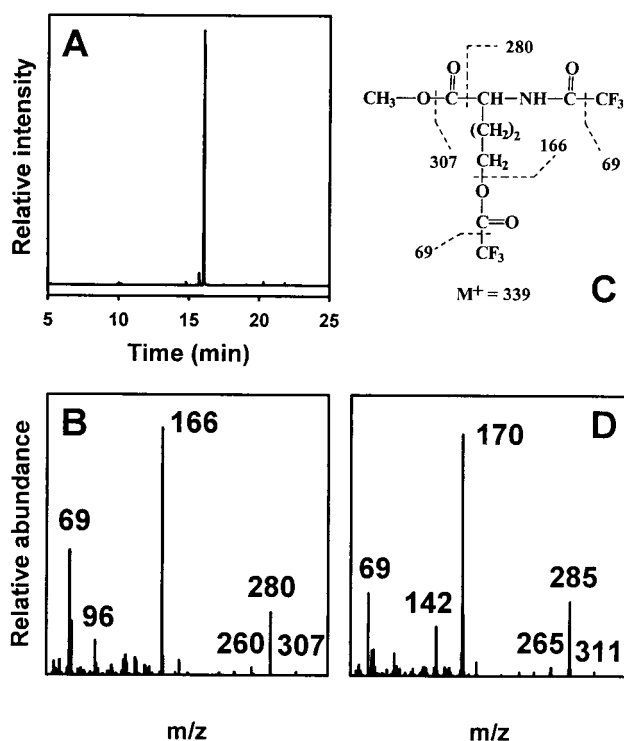 A
Relative intensity
5 10 15 20 25
Time (min)
280
O O
CH₃—O—C—CH—NH—C—CF₃
(CH₂)₂
307 CH₂ 166 69
O
C=O
69
CF₃
M⁺ = 339
C
B
Relative abundance
166
69
96
280
260 307
m/z
D
170
69
142
285
265 311
m/z